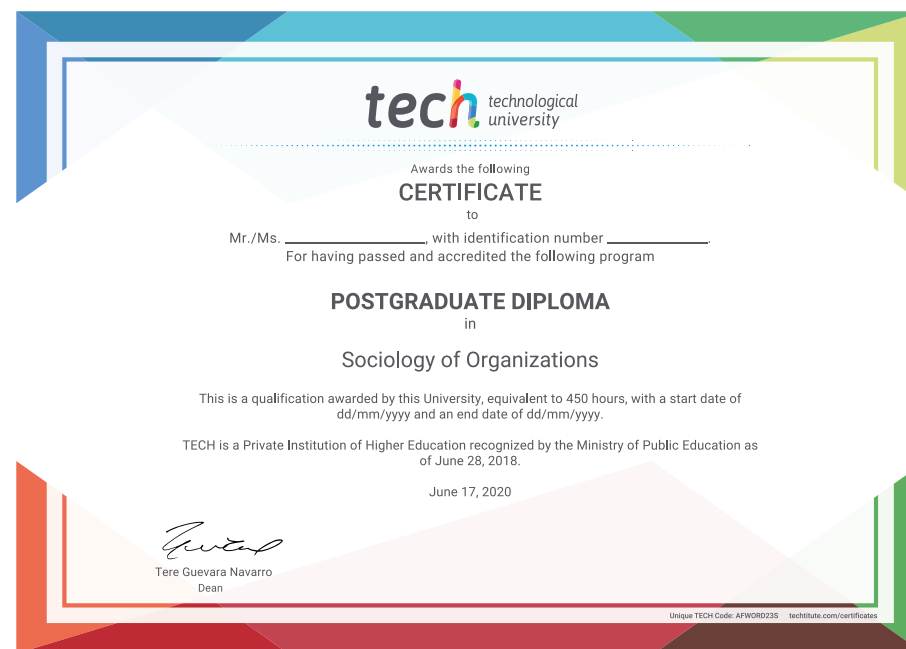 tech technological
university
Awards the following
CERTIFICATE
to
Mr./Ms. ____________, with identification number ____________.
For having passed and accredited the following program
POSTGRADUATE DIPLOMA
in
Sociology of Organizations
This is a qualification awarded by this University, equivalent to 450 hours, with a start date of
dd/mm/yyyy and an end date of dd/mm/yyyy.
TECH is a Private Institution of Higher Education recognized by the Ministry of Public Education as
of June 28, 2018.
June 17, 2020
Tere Guevara Navarro
Dean
Unique TECH Code: AFWORD23S techtitute.com/certificates